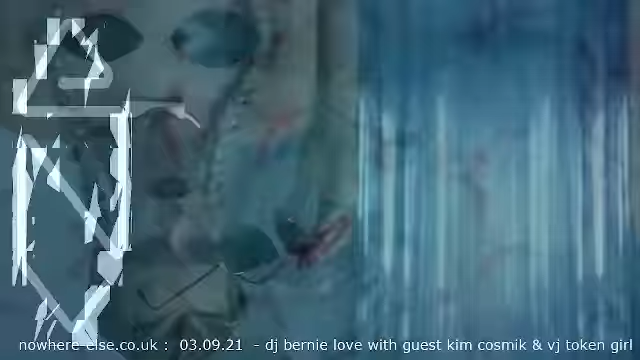 nowhere-else.co.uk : 03.09.21 - dj bernie love with guest kim cosmik & vj token girl